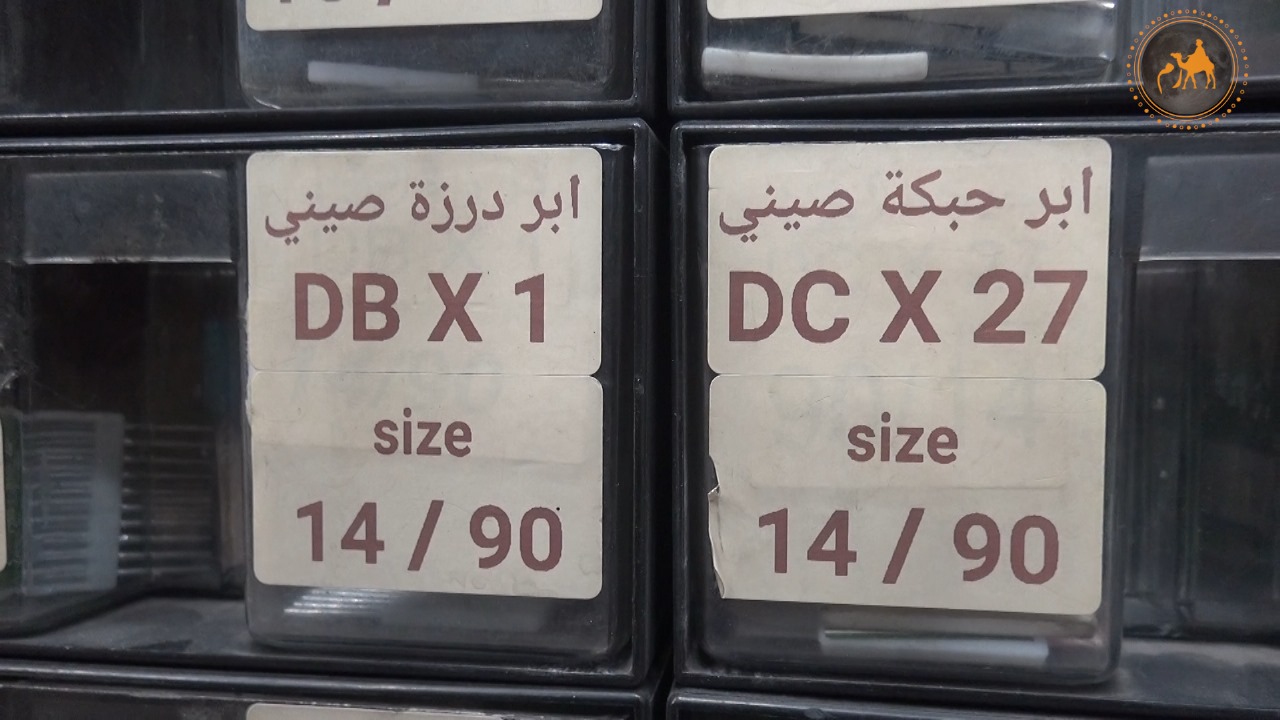 ابر درزة صيني
DB X 1
size
14 / 90
ابر حبكة صيني
DC X 27
size
14 / 90